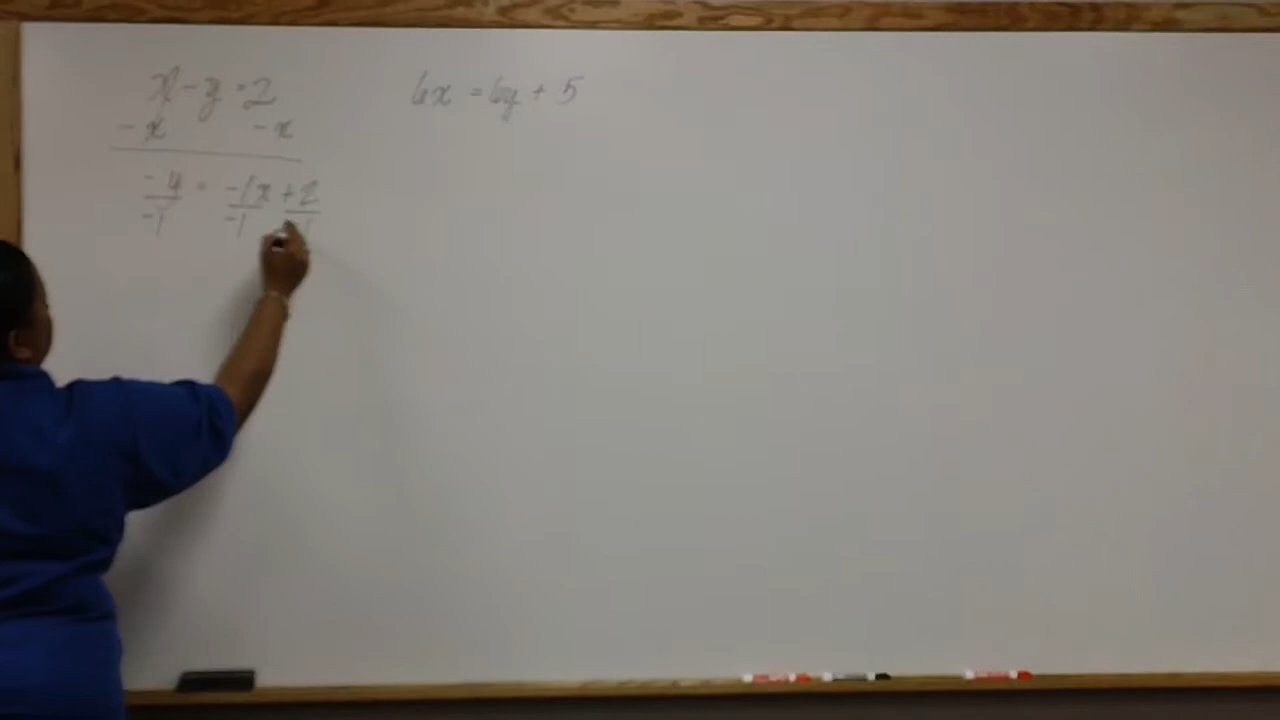 x - y = 2
- x - x
- y = -1x + 2
-1 -1 -1
6x = 6y + 5